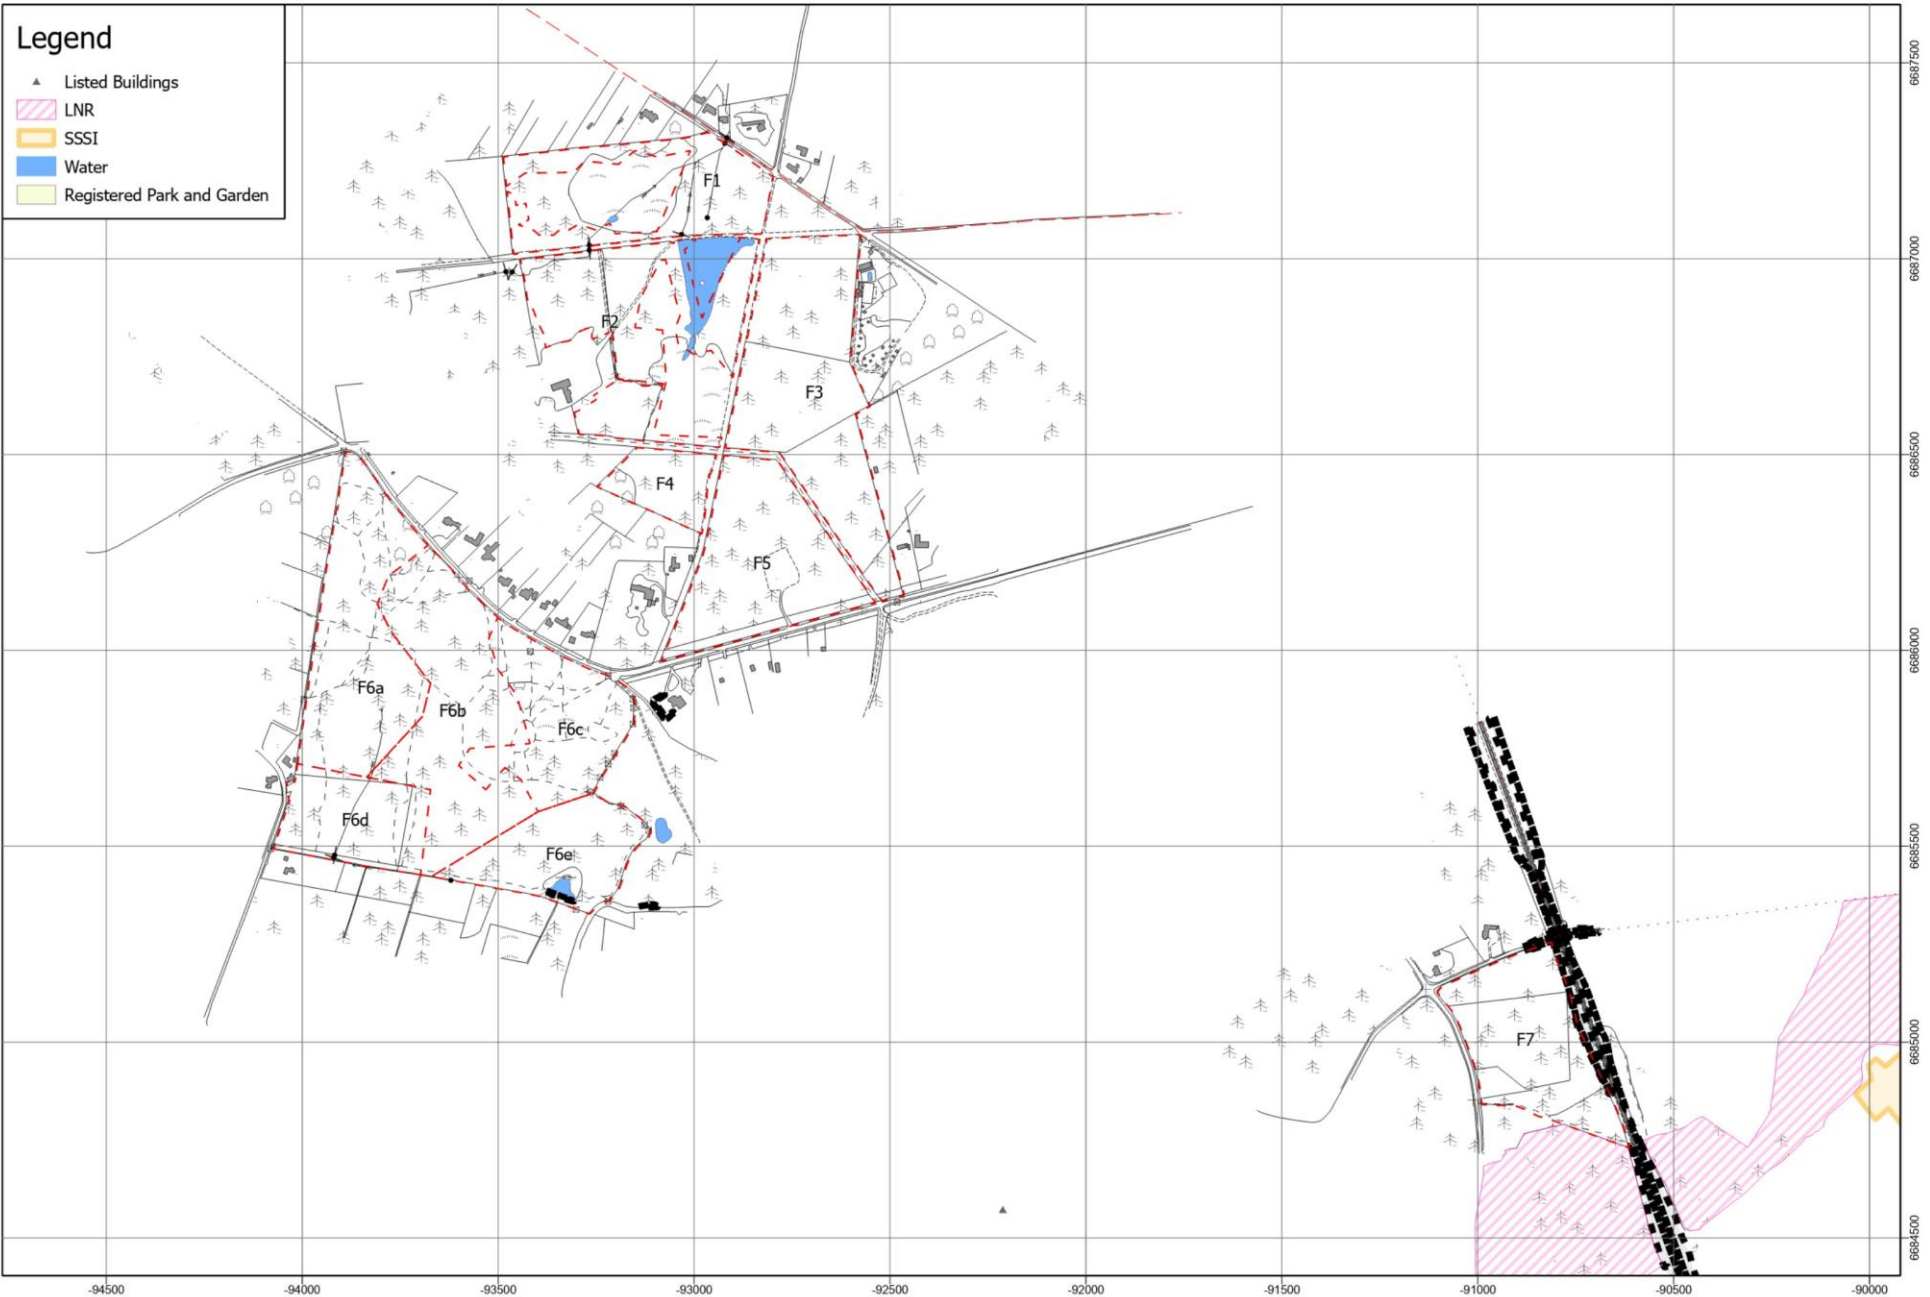 Legend
Listed Buildings
LNR
SSSI
Water
Registered Park and Garden
F1
F2
F3
F4
F5
F6a
F6b
F6c
F6d
F6e
F7
6687500
6687000
6686500
6686000
6685500
6685000
6684500
-94500
-94000
-93500
-93000
-92500
-92000
-91500
-91000
-90500
-90000